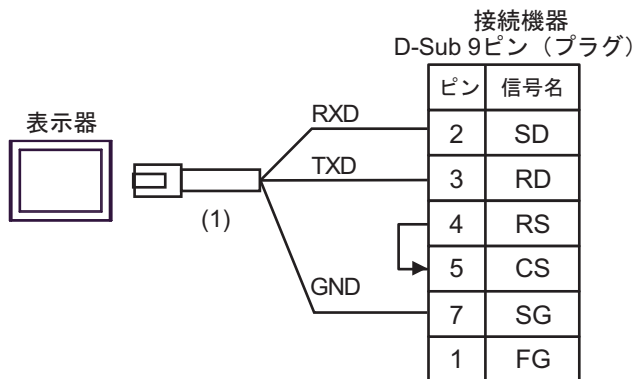 接続機器
D-Sub 9ピン（プラグ）
ピン 信号名
表示器
RXD
2 SD
TXD
3 RD
(1)
4 RS
5 CS
GND
7 SG
1 FG